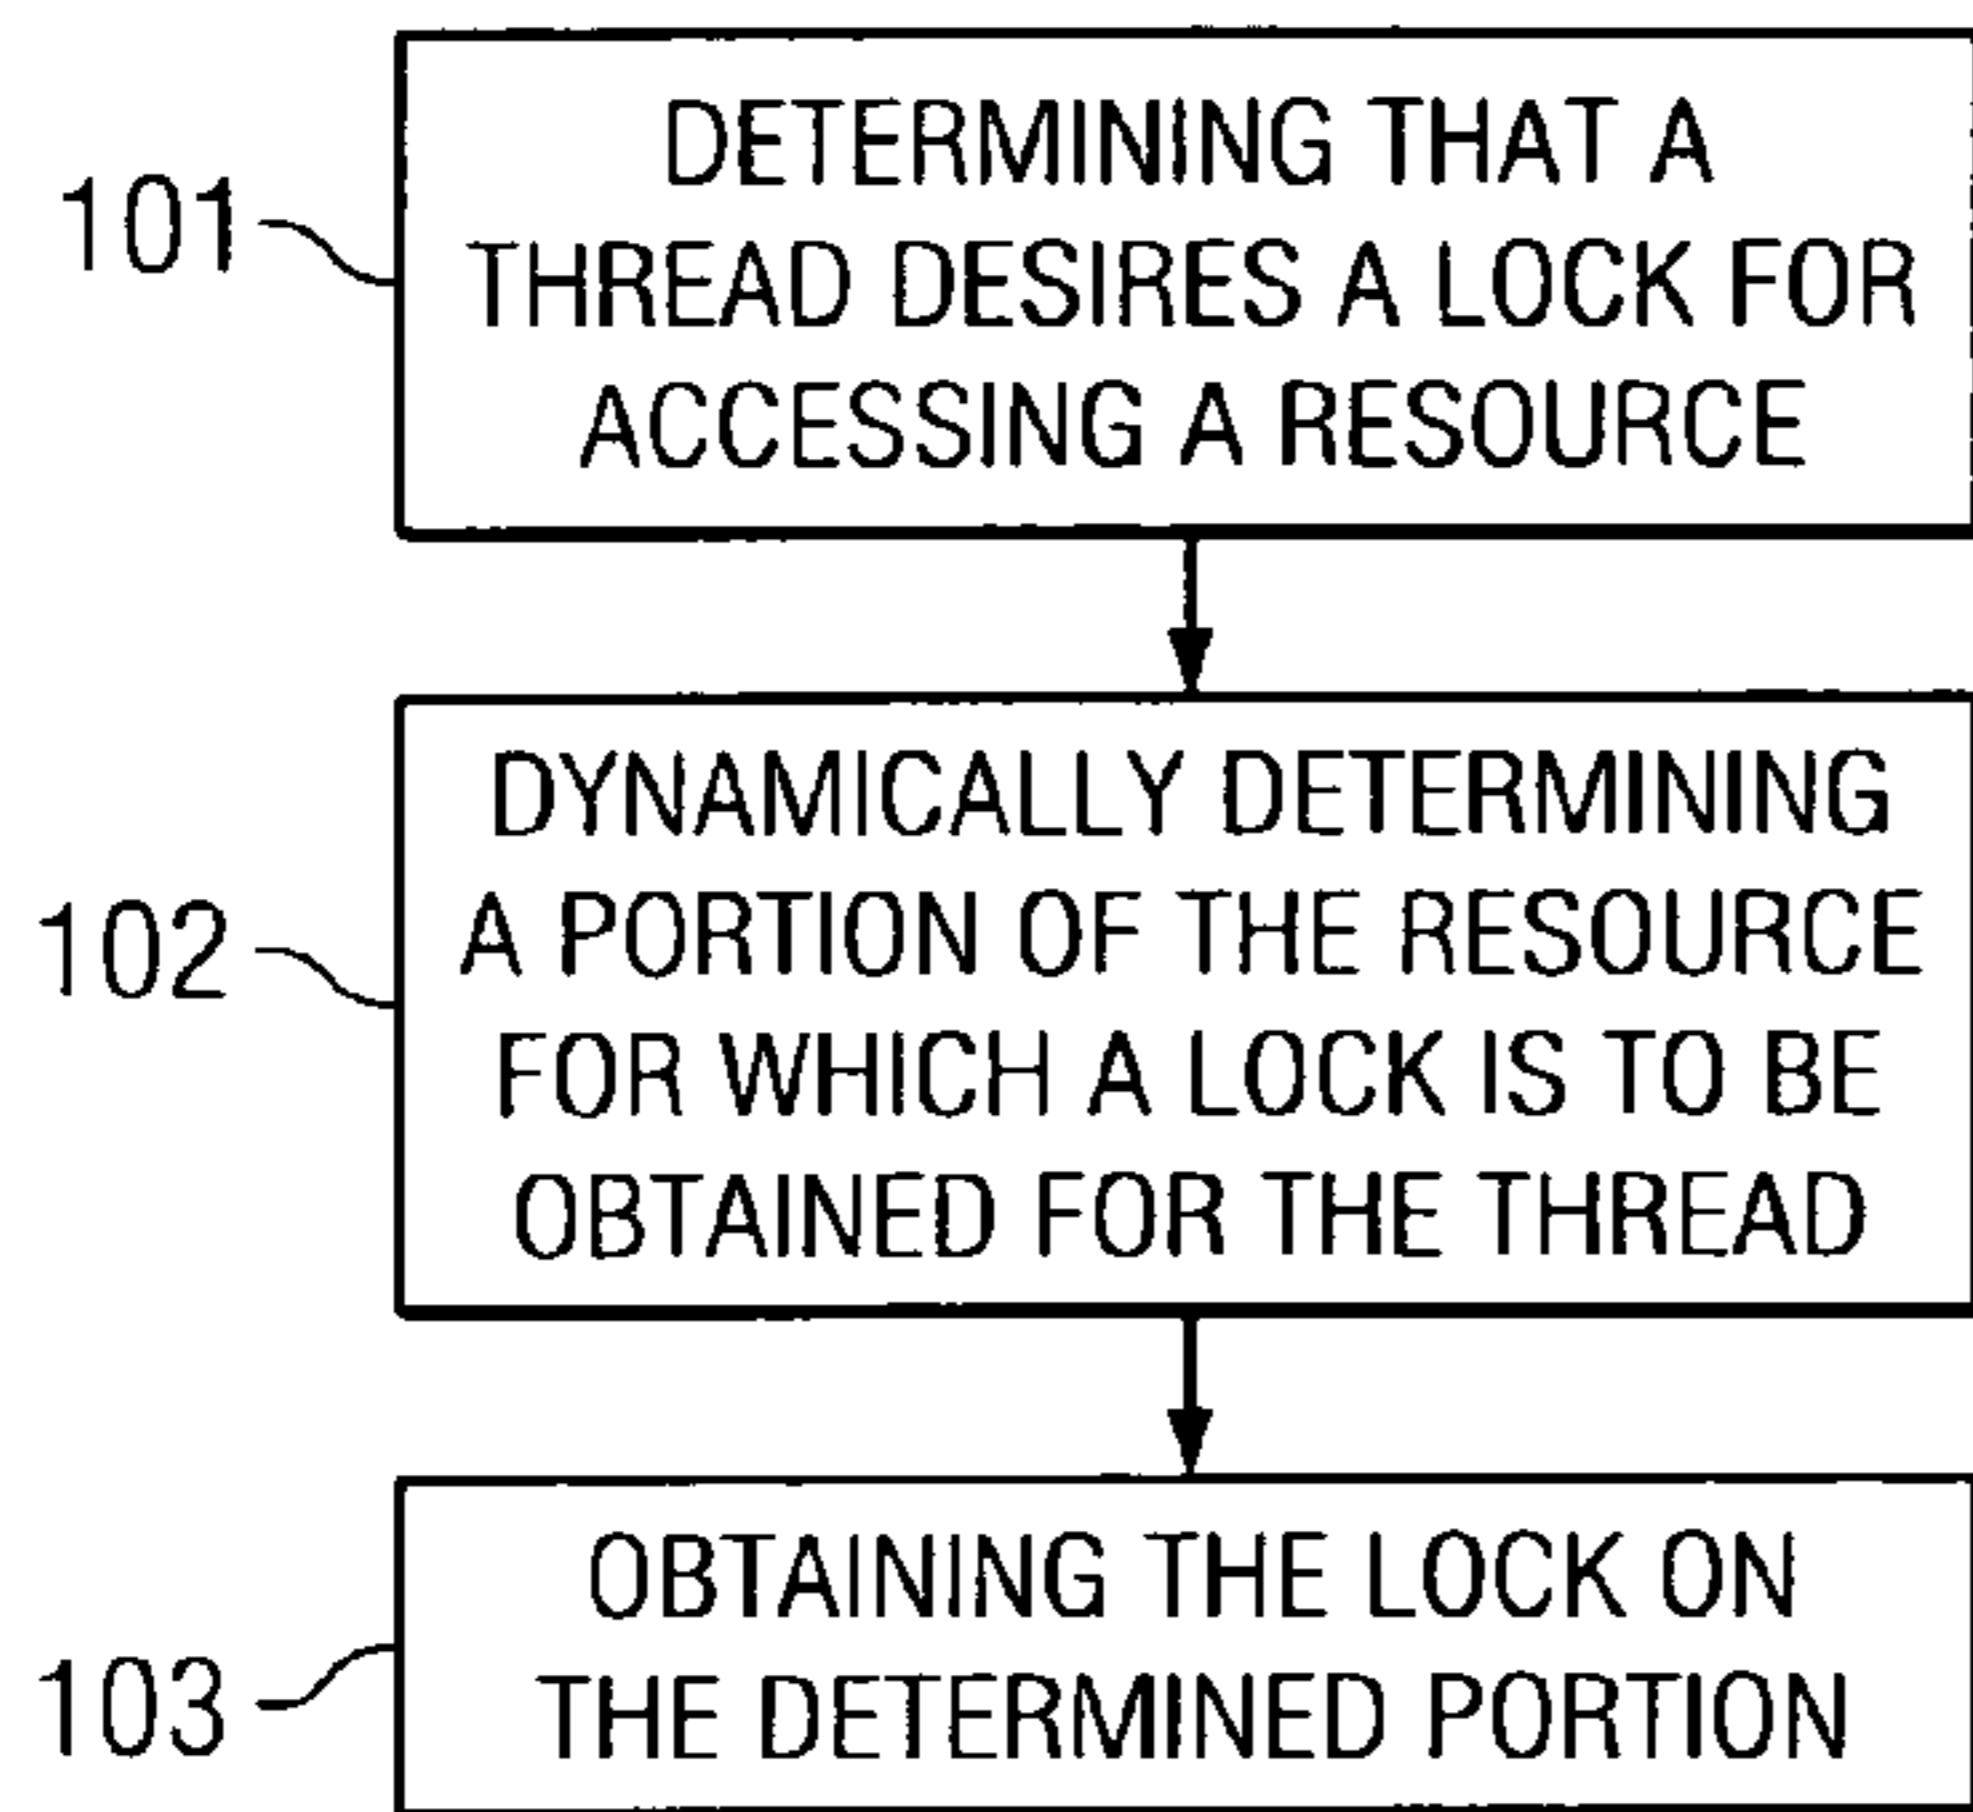 101
DETERMINING THAT A
THREAD DESIRES A LOCK FOR
ACCESSING A RESOURCE
102
DYNAMICALLY DETERMINING
A PORTION OF THE RESOURCE
FOR WHICH A LOCK IS TO BE
OBTAINED FOR THE THREAD
103
OBTAINING THE LOCK ON
THE DETERMINED PORTION